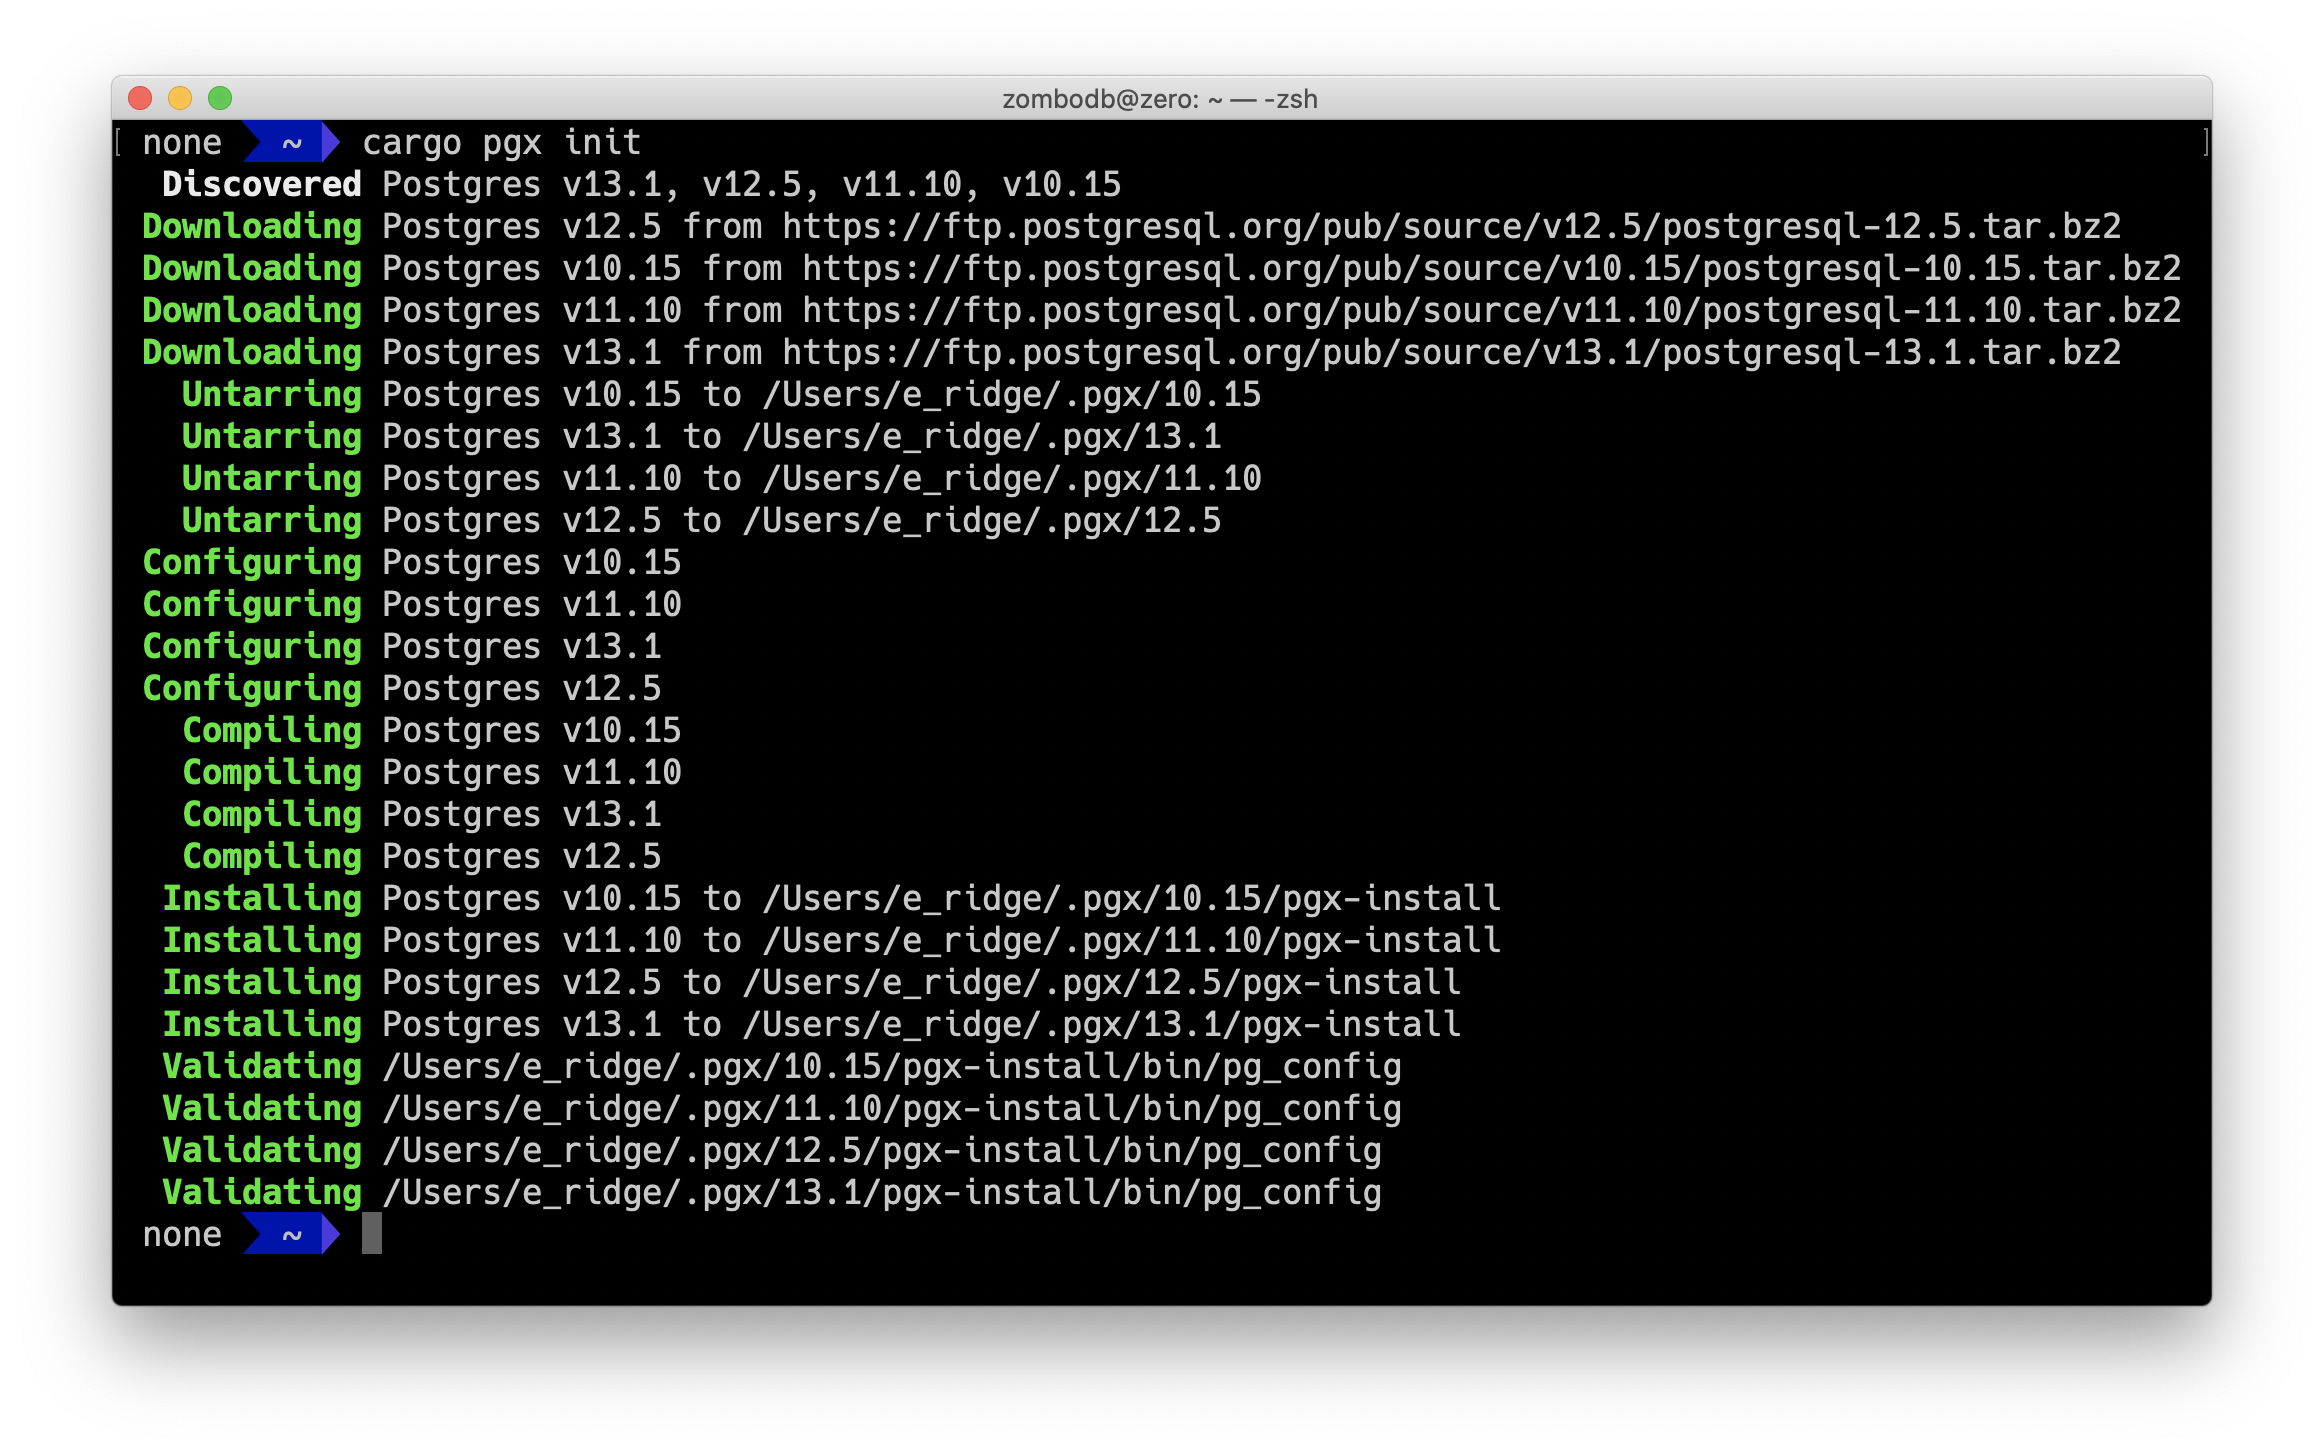 zombodb@zero: ~ — -zsh
[ none ~ cargo pgx init ]
Discovered Postgres v13.1, v12.5, v11.10, v10.15
Downloading Postgres v12.5 from https://ftp.postgresql.org/pub/source/v12.5/postgresql-12.5.tar.bz2
Downloading Postgres v10.15 from https://ftp.postgresql.org/pub/source/v10.15/postgresql-10.15.tar.bz2
Downloading Postgres v11.10 from https://ftp.postgresql.org/pub/source/v11.10/postgresql-11.10.tar.bz2
Downloading Postgres v13.1 from https://ftp.postgresql.org/pub/source/v13.1/postgresql-13.1.tar.bz2
Untarring Postgres v10.15 to /Users/e_ridge/.pgx/10.15
Untarring Postgres v13.1 to /Users/e_ridge/.pgx/13.1
Untarring Postgres v11.10 to /Users/e_ridge/.pgx/11.10
Untarring Postgres v12.5 to /Users/e_ridge/.pgx/12.5
Configuring Postgres v10.15
Configuring Postgres v11.10
Configuring Postgres v13.1
Configuring Postgres v12.5
Compiling Postgres v10.15
Compiling Postgres v11.10
Compiling Postgres v13.1
Compiling Postgres v12.5
Installing Postgres v10.15 to /Users/e_ridge/.pgx/10.15/pgx-install
Installing Postgres v11.10 to /Users/e_ridge/.pgx/11.10/pgx-install
Installing Postgres v12.5 to /Users/e_ridge/.pgx/12.5/pgx-install
Installing Postgres v13.1 to /Users/e_ridge/.pgx/13.1/pgx-install
Validating /Users/e_ridge/.pgx/10.15/pgx-install/bin/pg_config
Validating /Users/e_ridge/.pgx/11.10/pgx-install/bin/pg_config
Validating /Users/e_ridge/.pgx/12.5/pgx-install/bin/pg_config
Validating /Users/e_ridge/.pgx/13.1/pgx-install/bin/pg_config
none ~